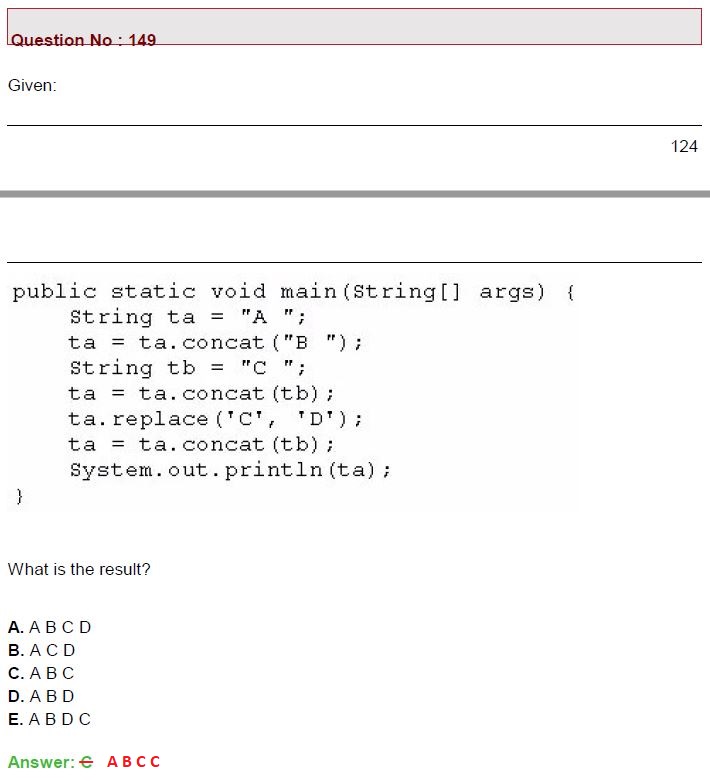 Question No : 149
Given:
124
public static void main(String[] args) {
String ta = "A ";
ta = ta.concat("B ");
String tb = "C ";
ta = ta.concat(tb);
ta.replace('C', 'D');
ta = ta.concat(tb);
System.out.println(ta);
}
What is the result?
A. A B C D
B. A C D
C. A B C
D. A B D
E. A B D C
Answer: C A B C C